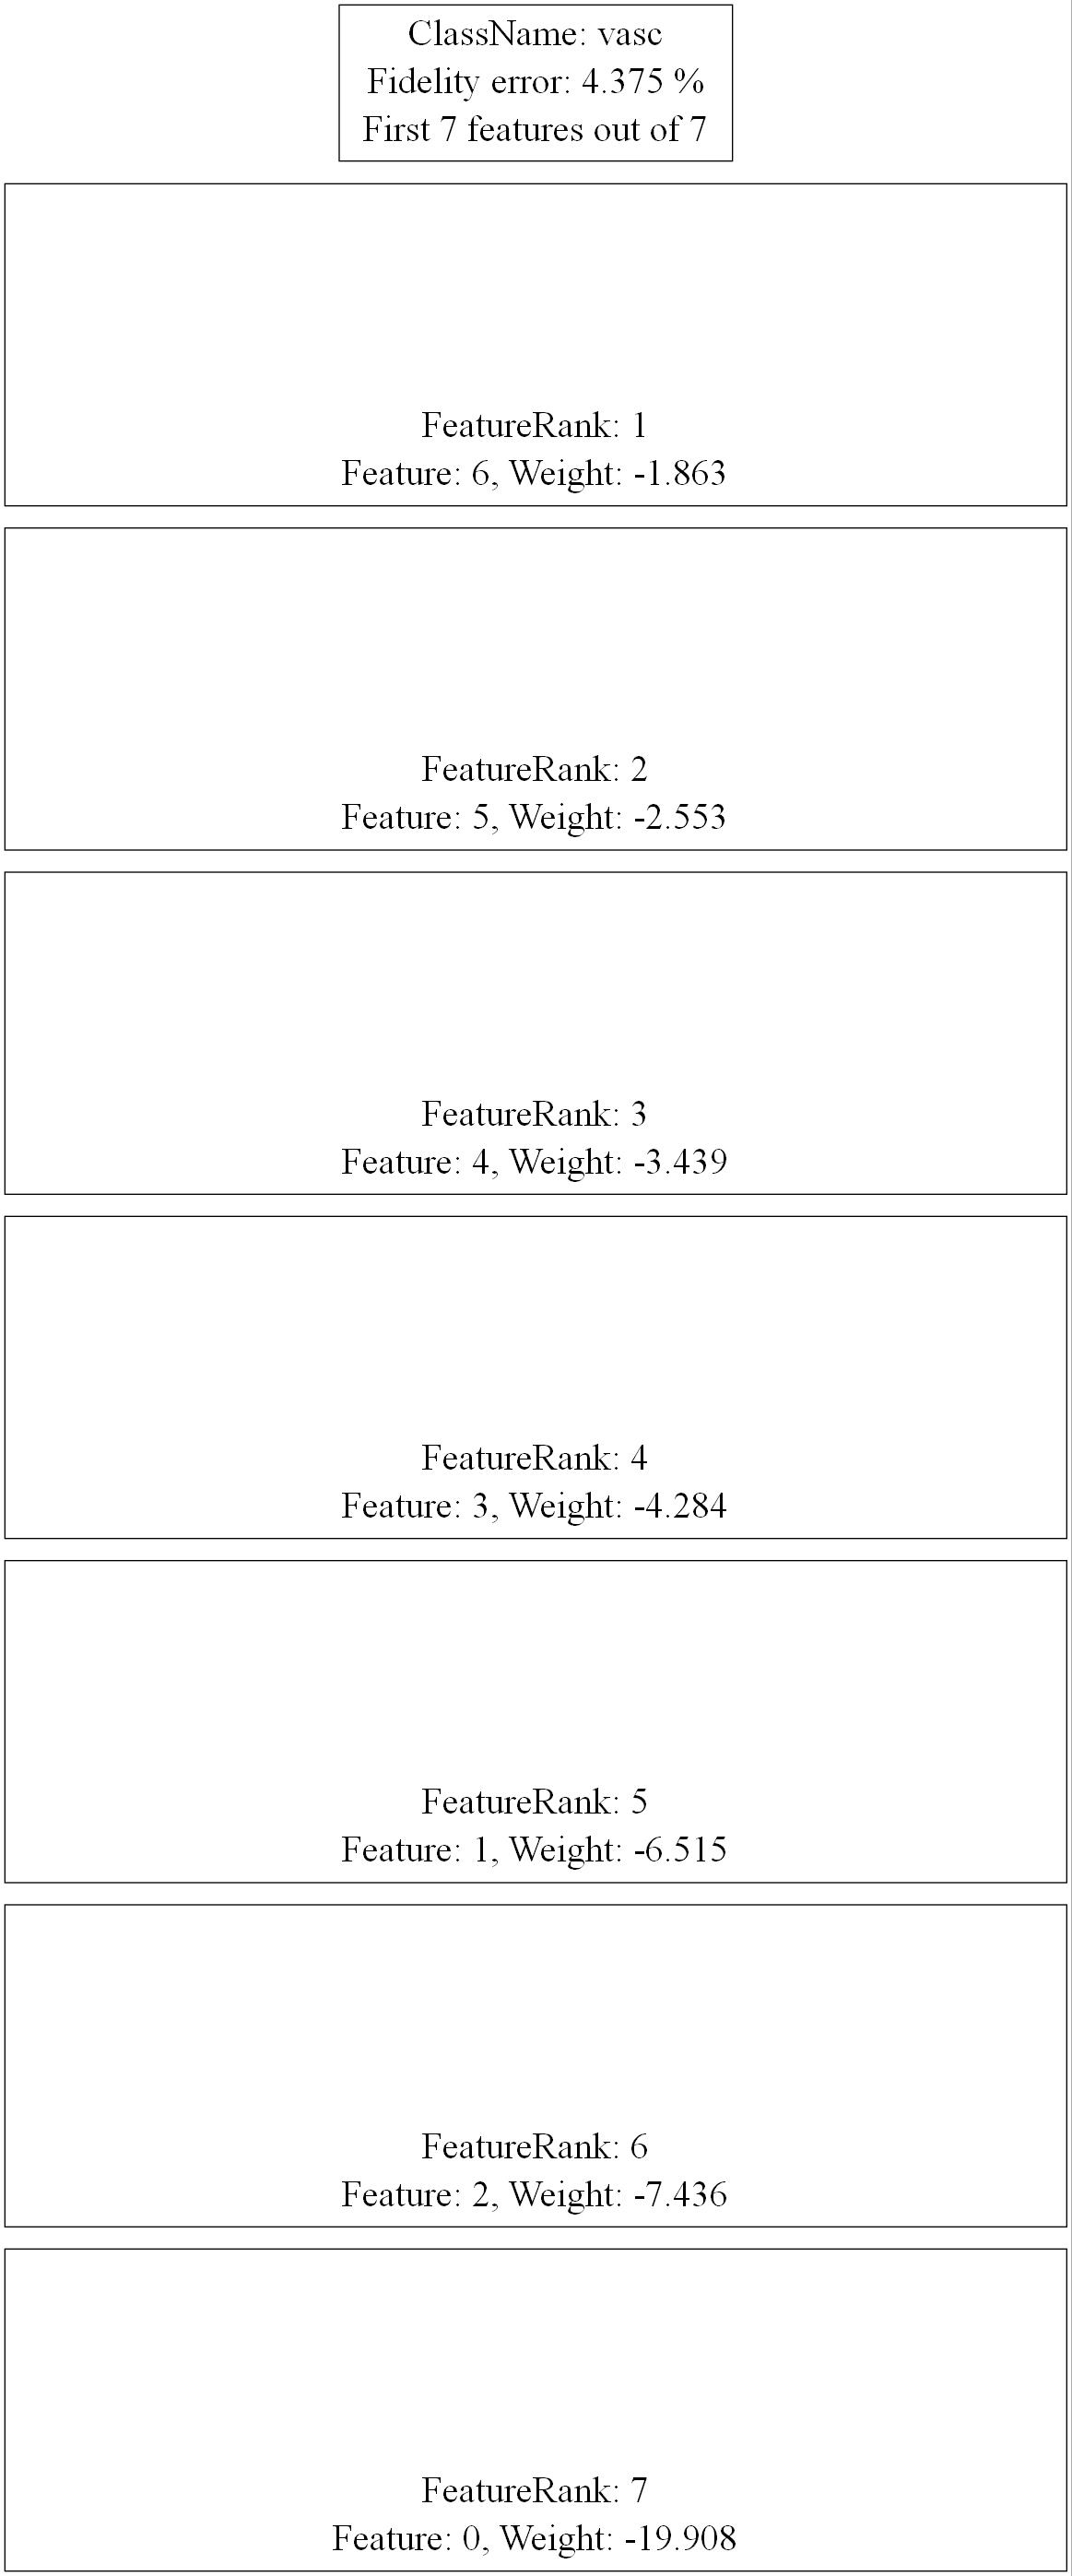 ClassName: vasc
Fidelity error: 4.375 %
First 7 features out of 7
FeatureRank: 1
Feature: 6, Weight: -1.863
FeatureRank: 2
Feature: 5, Weight: -2.553
FeatureRank: 3
Feature: 4, Weight: -3.439
FeatureRank: 4
Feature: 3, Weight: -4.284
FeatureRank: 5
Feature: 1, Weight: -6.515
FeatureRank: 6
Feature: 2, Weight: -7.436
FeatureRank: 7
Feature: 0, Weight: -19.908